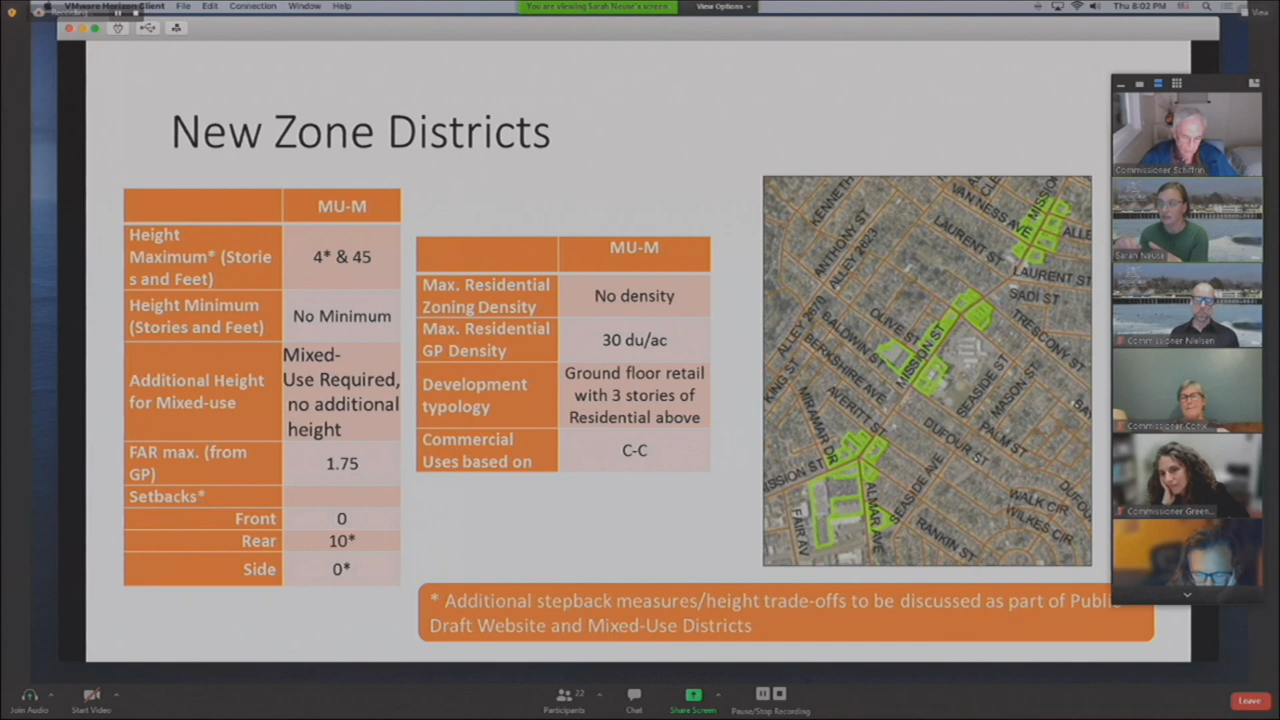 VMware Horizon Client File Edit Connection Window Help
You are viewing Sarah Neuse's screen
View Options
Thu 8:02 PM
Recording
View
New Zone Districts
MU-M
Height
Maximum* (Storie
s and Feet)
4* & 45
Height Minimum
(Stories and Feet)
No Minimum
Additional Height
for Mixed-use
Mixed-
Use Required,
no additional
height
FAR max. (from
GP)
1.75
Setbacks*
Front
0
Rear
10*
Side
0*
MU-M
Max. Residential
Zoning Density
No density
Max. Residential
GP Density
30 du/ac
Development
typology
Ground floor retail
with 3 stories of
Residential above
Commercial
Uses based on
C-C
KENNETH
ANTHONY ST
ALLEY 2623
VAN NESS AVE
MISSION
LAURENT ST
LAURENT ST
SADI ST
TRESCONY ST
ALLEY 2670
OLIVE ST
BALDWIN ST
BERKSHIRE AVE
MISSION ST
KING ST
AVERITT ST
SEASIDE ST
MASON ST
PALM ST
MIRAMAR DR
DUFOUR ST
SEASIDE AVE
ALMAR AVE
WALK CIR
WILKES CIR
RANKIN ST
FAIR AV
* Additional stepback measures/height trade-offs to be discussed as part of Public
Draft Website and Mixed-Use Districts
Commissioner Schiffrin
Sarah Neuse
Commissioner Nielsen
Commissioner Conw
Commissioner Green...
Join Audio
Start Video
22
Participants
Chat
Share Screen
Pause/Stop Recording
Leave